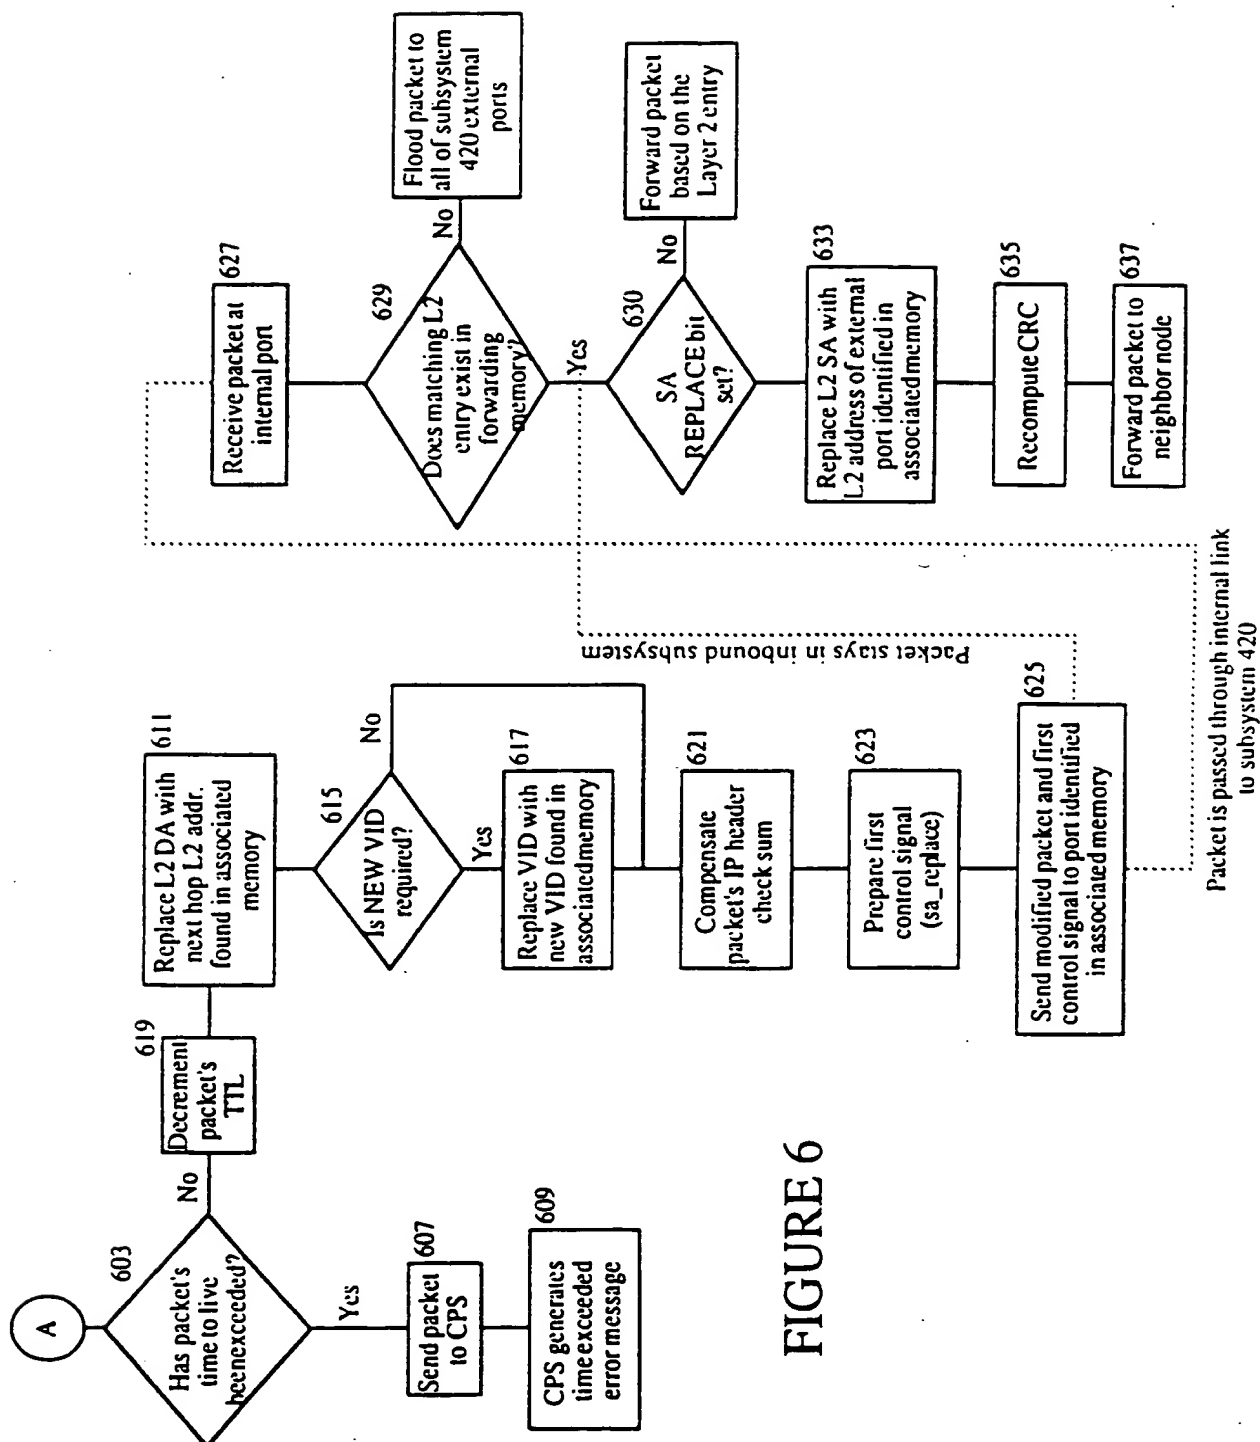 A
603
Has packet's
time to live
beenexceeded?
No
Yes
607
Send packet
to CPS
609
CPS generates
time exceeded
error message
619
Decrement
packet's
TTL
611
Replace L2 DA with
next hop L2 addr.
found in associated
memory
615
Is NEW VID
required?
No
Yes
617
Replace VID with
new VID found in
associatedmemory
621
Compensate
packet's IP header
check sum
623
Prepare first
control signal
(sa_replace)
625
Send modified packet and first
control signal to port identified
in associated memory
Packet stays in inbound subsystem
Packet is passed through internal link
to subsystem 420
627
Receive packet at
internal port
629
Does matching L2
entry exist in
forwarding
memory?
No
Flood packet to
all of subsystem
420 external
ports
Yes
630
SA
REPLACE bit
set?
No
Forward packet
based on the
Layer 2 entry
633
Replace L2 SA with
L2 address of external
port identified in
associated memory
635
Recompute CRC
637
Forward packet to
neighbor node
FIGURE 6